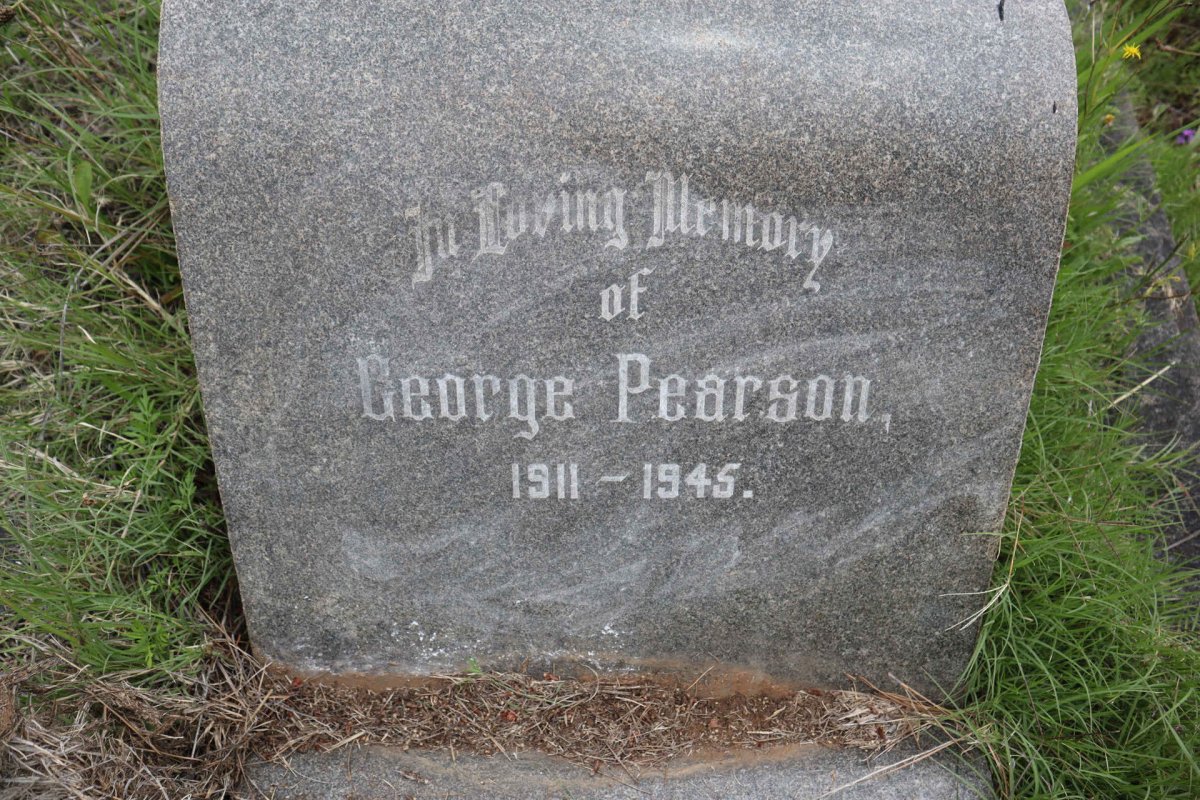 In Loving Memory
of
George Pearson,
1911 - 1945.